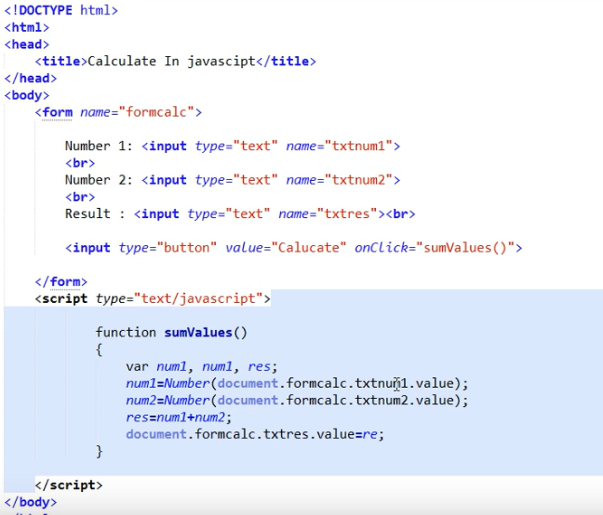 <!DOCTYPE html>
<html>
<head>
<title>Calculate In javascipt</title>
</head>
<body>
<form name="formcalc">
Number 1: <input type="text" name="txtnum1">
<br>
Number 2: <input type="text" name="txtnum2">
<br>
Result : <input type="text" name="txtres"><br>
<input type="button" value="Calucate" onClick="sumValues()">
</form>
<script type="text/javascript">
function sumValues()
{
var num1, num1, res;
num1=Number(document.formcalc.txtnum1.value);
num2=Number(document.formcalc.txtnum2.value);
res=num1+num2;
document.formcalc.txtres.value=re;
}
</script>
</body>